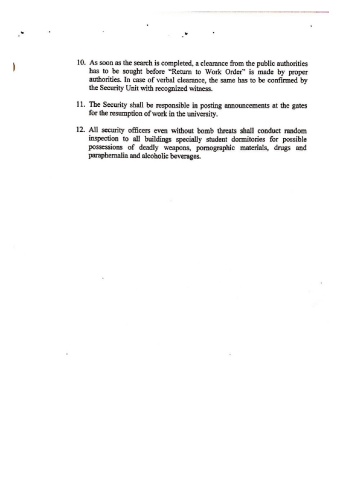 10. As soon as the search is completed, a clearance from the public authorities
has to be sought before "Return to Work Order" is made by proper
authorities. In case of verbal clearance, the same has to be confirmed by
the Security Unit with recognized witness.
11. The Security shall be responsible in posting announcements at the gates
for the resumption of work in the university.
12. All security officers even without bomb threats shall conduct random
inspection to all buildings specially student dormitories for possible
possessions of deadly weapons, pornographic materials, drugs and
paraphernalia and alcoholic beverages.